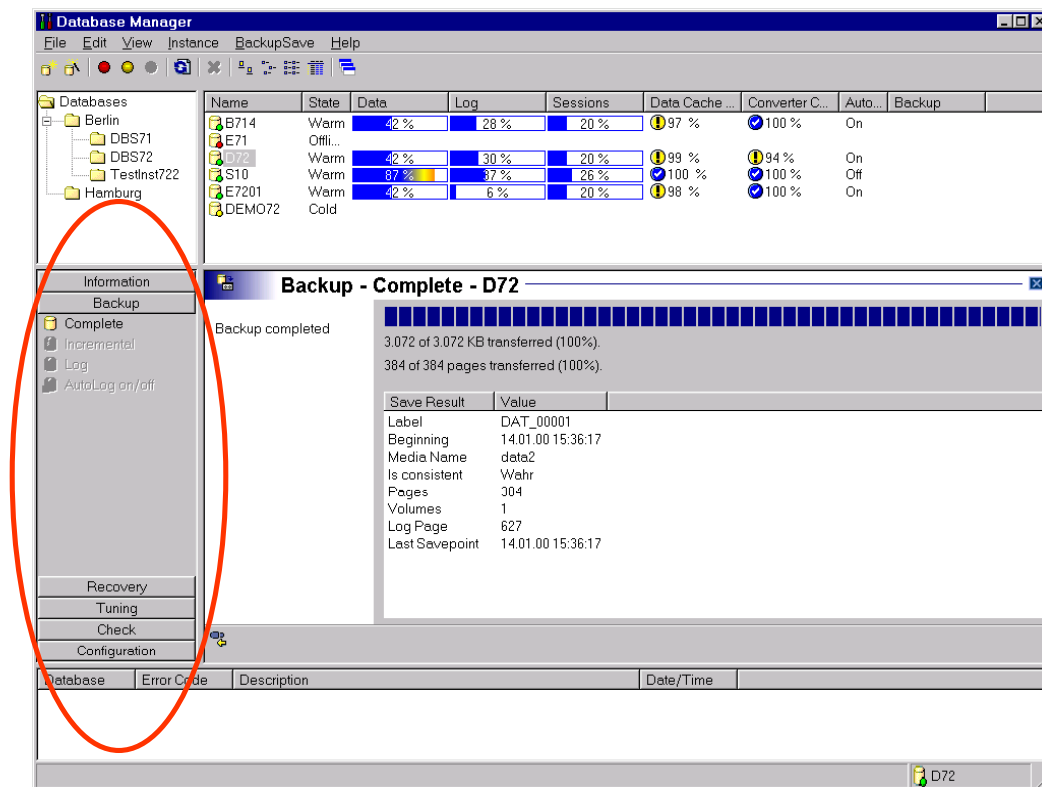 Database Manager
File Edit View Instance BackupSave Help
Databases
Berlin
DBS71
DBS72
TestInst722
Hamburg
Name State Data Log Sessions Data Cache ... Converter C... Auto... Backup
B714 Warm 42 % 28 % 20 % 97 % 100 % On
E71 Offli...
D72 Warm 42 % 30 % 20 % 99 % 94 % On
S10 Warm 87 % 37 % 26 % 100 % 100 % Off
E7201 Warm 42 % 6 % 20 % 98 % 100 % On
DEMO72 Cold
Information
Backup
Complete
Incremental
Log
AutoLog on/off
Recovery
Tuning
Check
Configuration
Backup - Complete - D72
Backup completed
3.072 of 3.072 KB transferred (100%).
384 of 384 pages transferred (100%).
Save Result Value
Label DAT_00001
Beginning 14.01.00 15:36:17
Media Name data2
Is consistent Wahr
Pages 304
Volumes 1
Log Page 627
Last Savepoint 14.01.00 15:36:17
Database Error Code Description Date/Time
D72